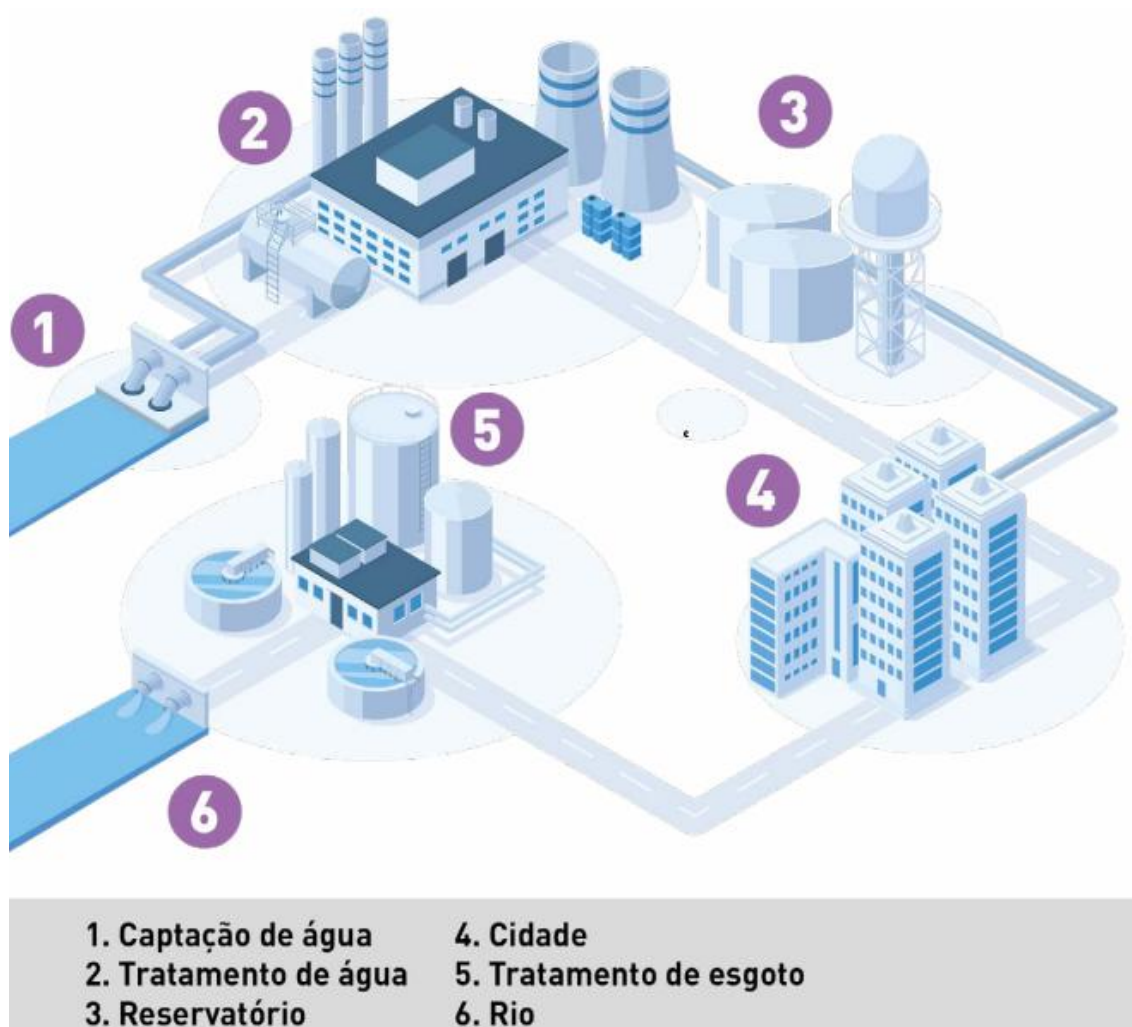 2
3
1
5
4
6
1. Captação de água
2. Tratamento de água
3. Reservatório
4. Cidade
5. Tratamento de esgoto
6. Rio